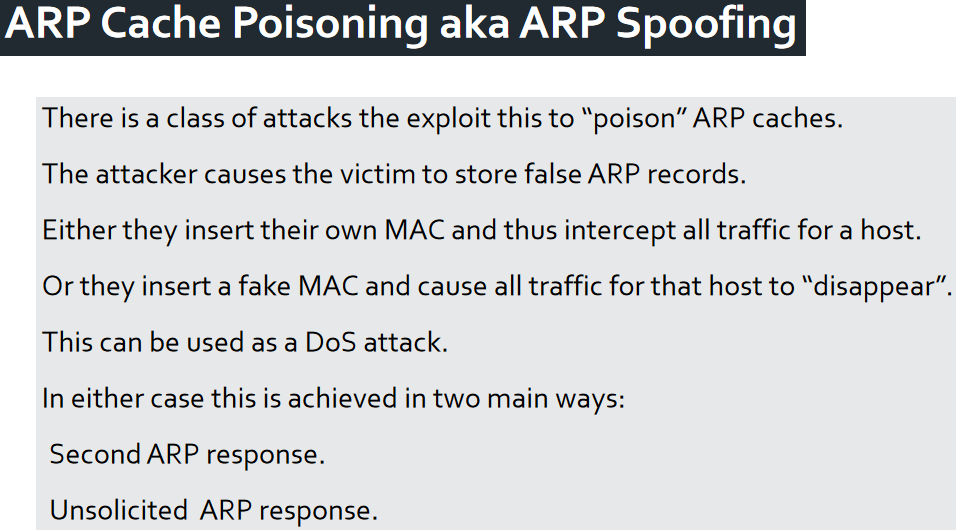 ARP Cache Poisoning aka ARP Spoofing
There is a class of attacks the exploit this to “poison” ARP caches.
The attacker causes the victim to store false ARP records.
Either they insert their own MAC and thus intercept all traffic for a host.
Or they insert a fake MAC and cause all traffic for that host to “disappear”.
This can be used as a DoS attack.
In either case this is achieved in two main ways:
Second ARP response.
Unsolicited ARP response.